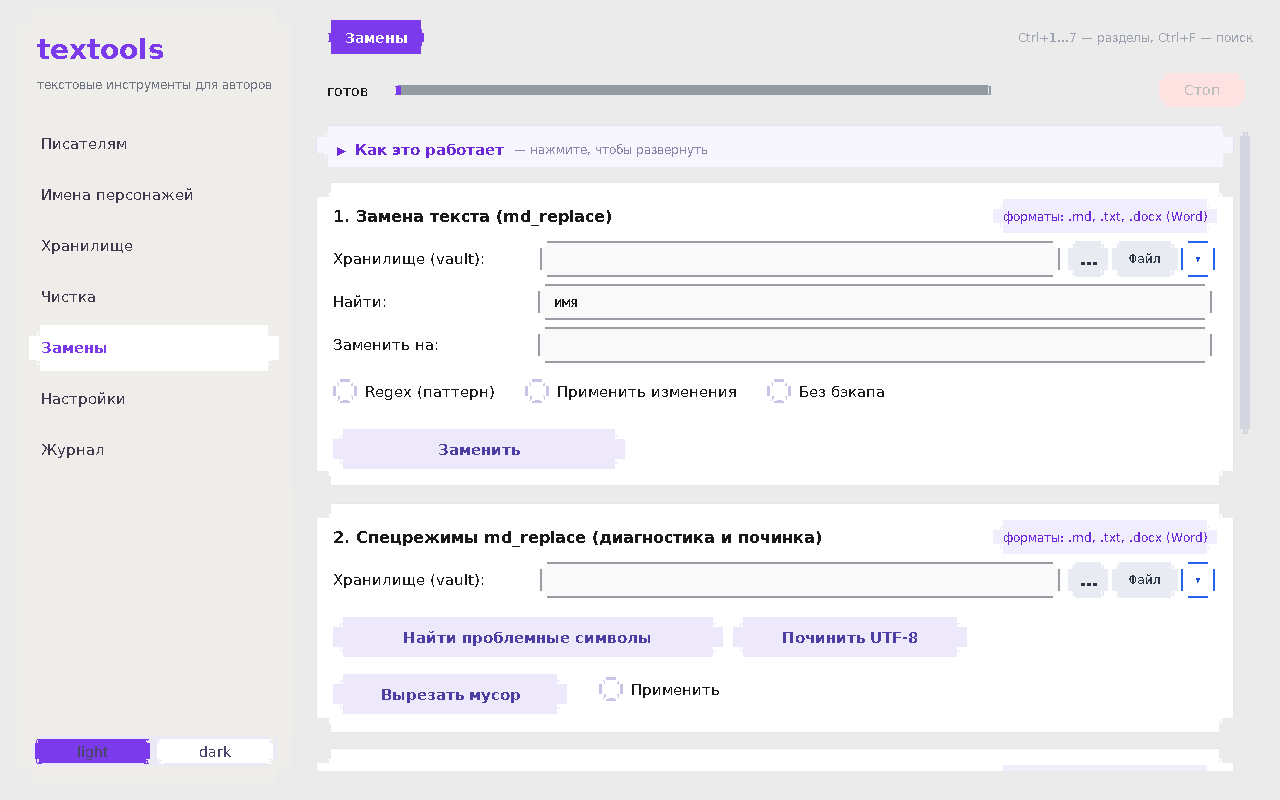 textools
текстовые инструменты для авторов
Писателям
Имена персонажей
Хранилище
Чистка
Замены
Настройки
Журнал
light dark
Замены
Ctrl+1…7 — разделы, Ctrl+F — поиск
готов
Стоп
▶ Как это работает — нажмите, чтобы развернуть
1. Замена текста (md_replace)
форматы: .md, .txt, .docx (Word)
Хранилище (vault): ... Файл ▾
Найти: имя
Заменить на:
Regex (паттерн) Применить изменения Без бэкапа
Заменить
2. Спецрежимы md_replace (диагностика и починка)
форматы: .md, .txt, .docx (Word)
Хранилище (vault): ... Файл ▾
Найти проблемные символы Починить UTF-8
Вырезать мусор Применить